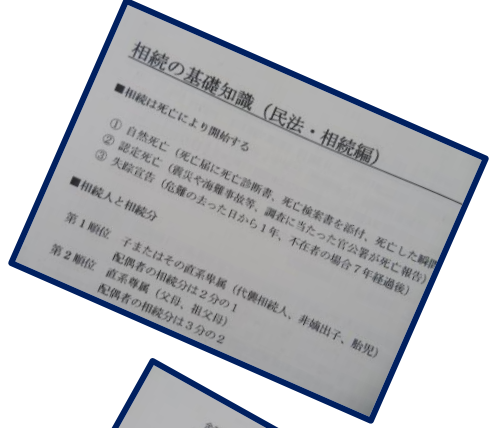 相続の基礎知識（民法・相続編）
■相続は死亡により開始する
① 自然死亡（死亡届に死亡診断書、死亡検案書を添付、死亡した瞬間
② 認定死亡（震災や海難事故等、調査に当たった官公署が死亡報告）
③ 失踪宣告（危難の去った日から1年、不在者の場合7年経過後）
■相続人と相続分
第1順位 子またはその直系卑属（代襲相続人、非嫡出子、胎児）
配偶者の相続分は2分の1
第2順位 直系尊属（父母、祖父母）
配偶者の相続分は3分の2